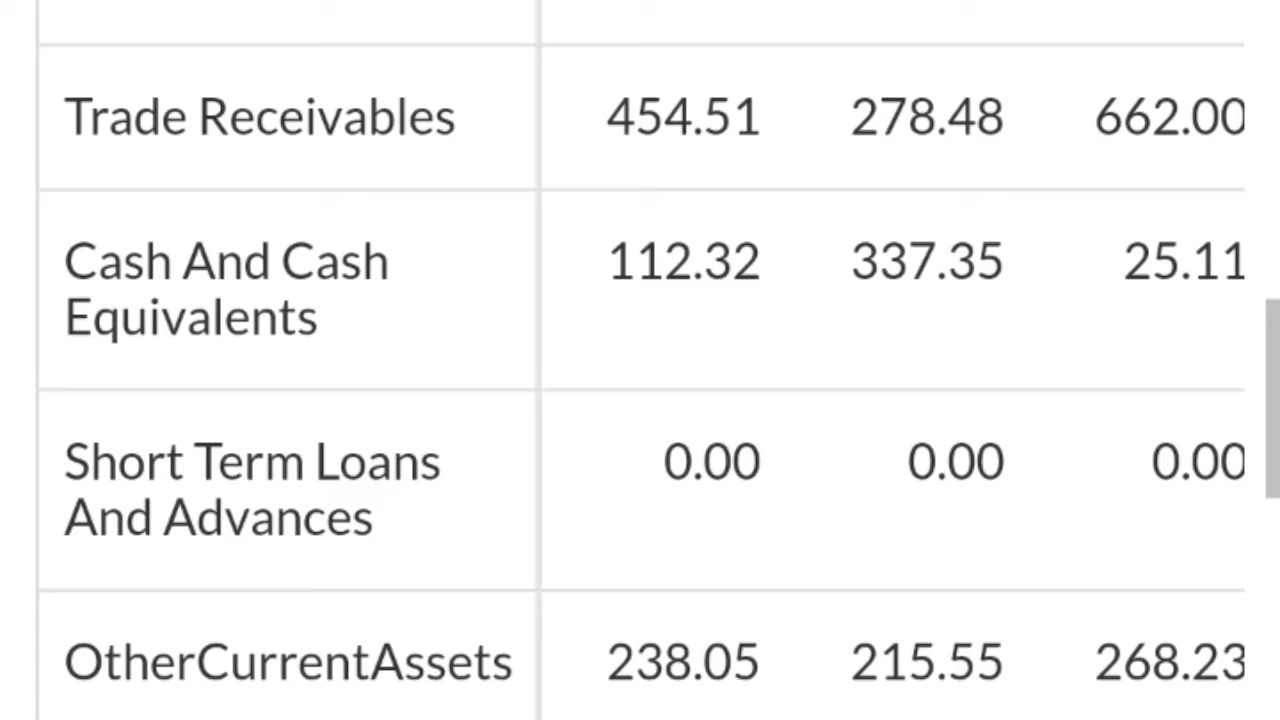 Trade Receivables 454.51 278.48 662.00
Cash And Cash 112.32 337.35 25.11
Equivalents
Short Term Loans 0.00 0.00 0.00
And Advances
OtherCurrentAssets 238.05 215.55 268.23